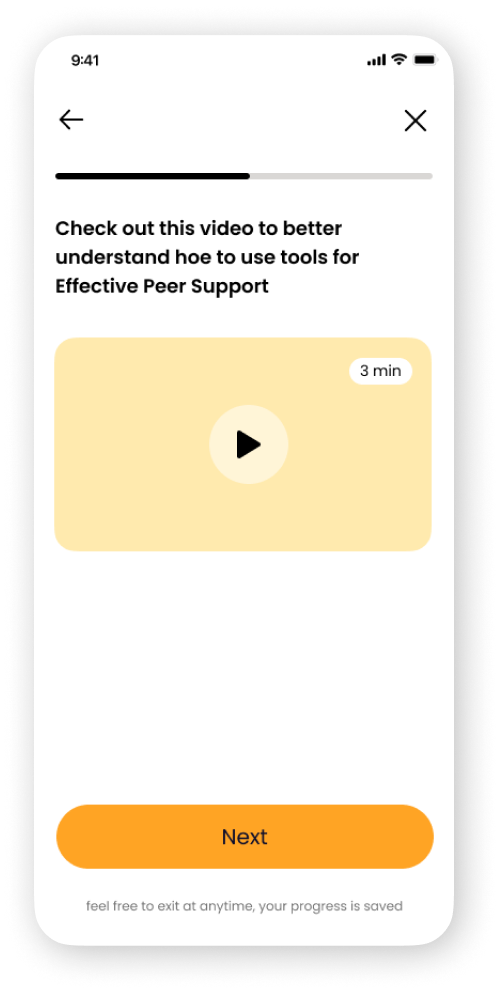 9:41
Check out this video to better
understand hoe to use tools for
Effective Peer Support
3 min
Next
feel free to exit at anytime, your progress is saved